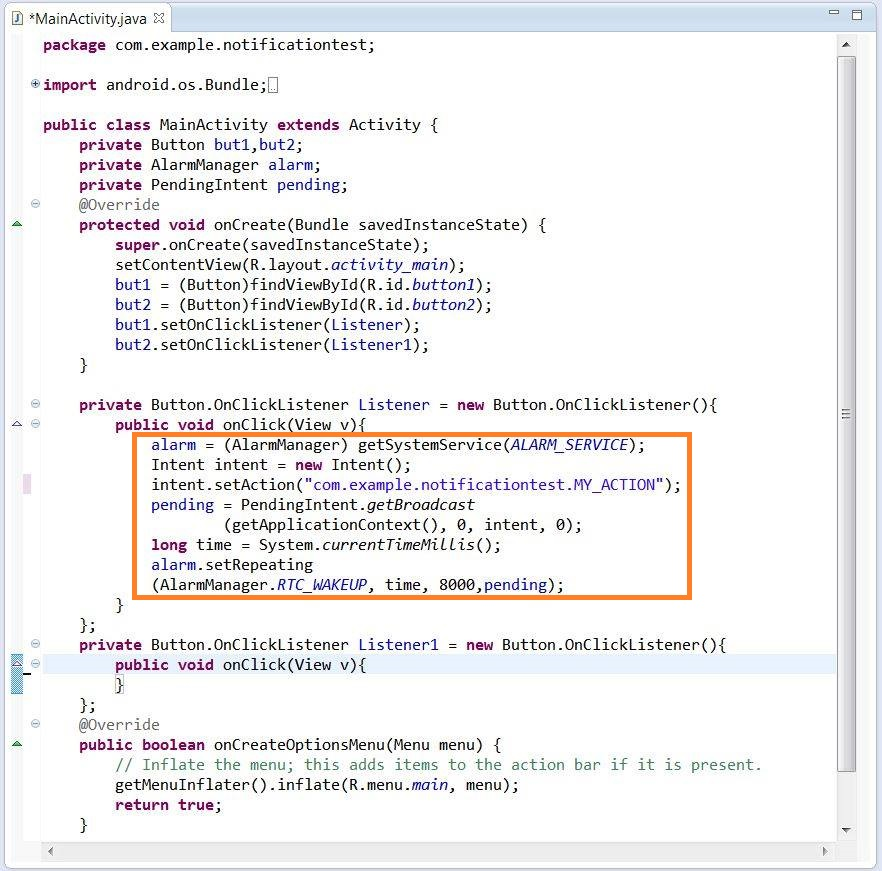 *MainActivity.java
package com.example.notificationtest;
import android.os.Bundle;
public class MainActivity extends Activity {
private Button but1,but2;
private AlarmManager alarm;
private PendingIntent pending;
@Override
protected void onCreate(Bundle savedInstanceState) {
super.onCreate(savedInstanceState);
setContentView(R.layout.activity_main);
but1 = (Button)findViewById(R.id.button1);
but2 = (Button)findViewById(R.id.button2);
but1.setOnClickListener(Listener);
but2.setOnClickListener(Listener1);
}
private Button.OnClickListener Listener = new Button.OnClickListener(){
public void onClick(View v){
alarm = (AlarmManager) getSystemService(ALARM_SERVICE);
Intent intent = new Intent();
intent.setAction("com.example.notificationtest.MY_ACTION");
pending = PendingIntent.getBroadcast
(getApplicationContext(), 0, intent, 0);
long time = System.currentTimeMillis();
alarm.setRepeating
(AlarmManager.RTC_WAKEUP, time, 8000,pending);
}
};
private Button.OnClickListener Listener1 = new Button.OnClickListener(){
public void onClick(View v){
}
};
@Override
public boolean onCreateOptionsMenu(Menu menu) {
// Inflate the menu; this adds items to the action bar if it is present.
getMenuInflater().inflate(R.menu.main, menu);
return true;
}